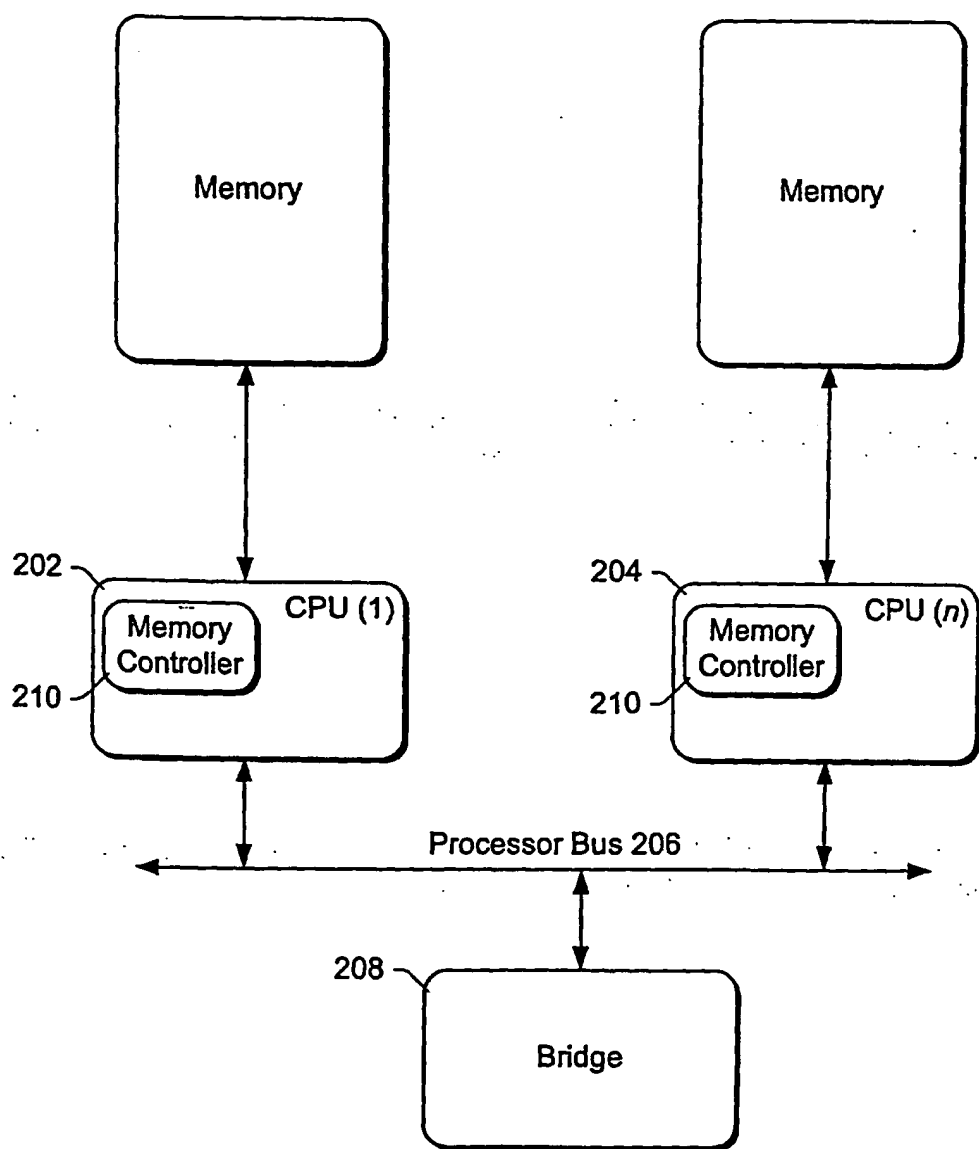 Memory
Memory
202
CPU (1)
Memory
Controller
210
204
CPU (n)
Memory
Controller
210
Processor Bus 206
208
Bridge